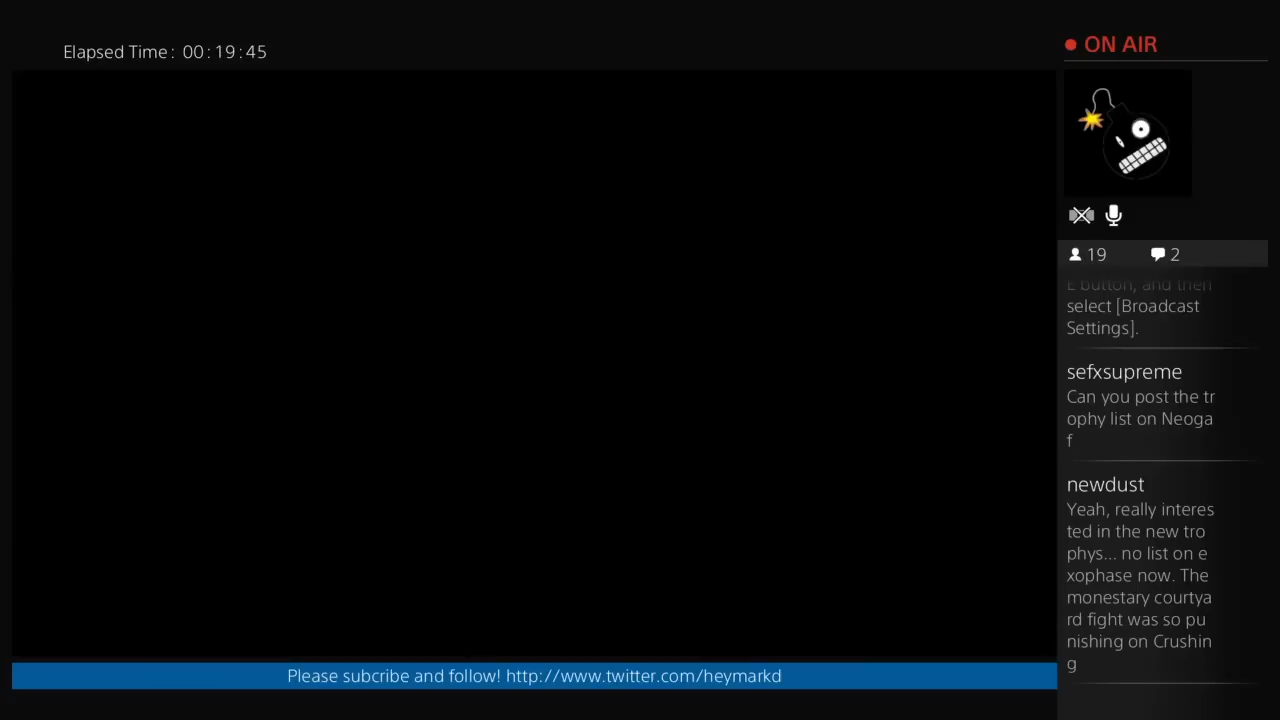 Elapsed Time: 00:19:45
ON AIR
19
2
E button, and then
select [Broadcast
Settings].
sefxsupreme
Can you post the tr
ophy list on Neoga
f
newdust
Yeah, really interes
ted in the new tro
phys... no list on e
xophase now. The
monestary courtya
rd fight was so pu
nishing on Crushin
g
Please subcribe and follow! http://www.twitter.com/heymarkd